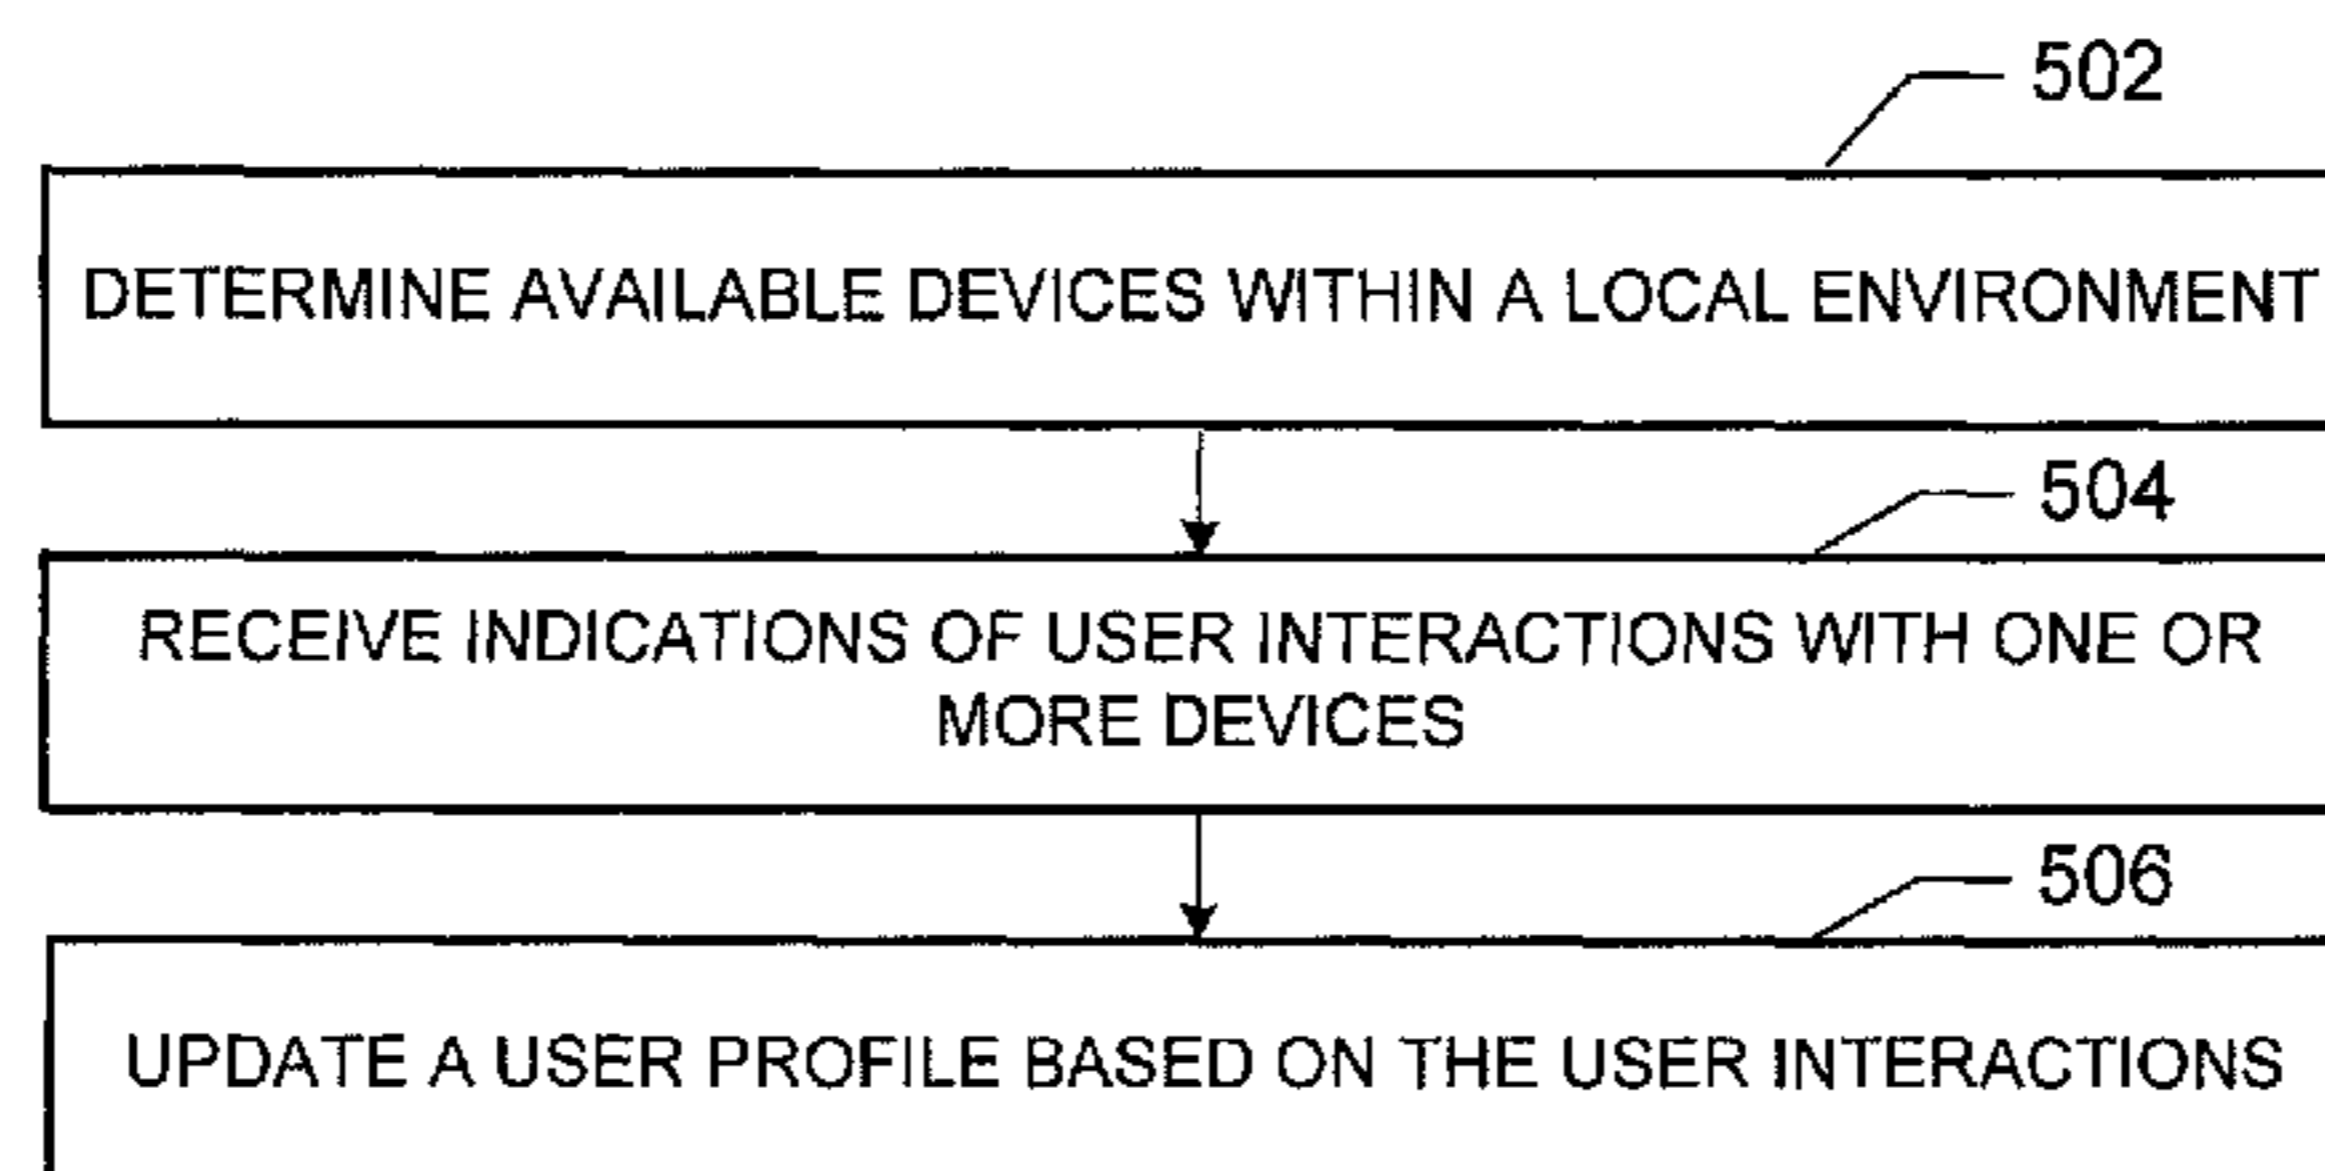 502
DETERMINE AVAILABLE DEVICES WITHIN A LOCAL ENVIRONMENT
504
RECEIVE INDICATIONS OF USER INTERACTIONS WITH ONE OR
MORE DEVICES
506
UPDATE A USER PROFILE BASED ON THE USER INTERACTIONS